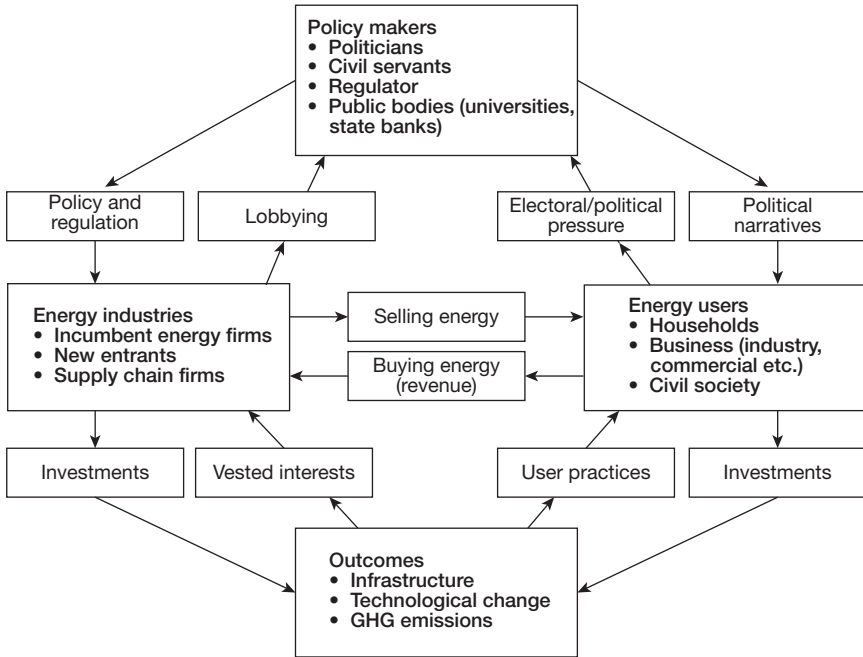 Policy makers
• Politicians
• Civil servants
• Regulator
• Public bodies (universities,
state banks)
Policy and
regulation
Lobbying
Electoral/political
pressure
Political
narratives
Energy industries
• Incumbent energy firms
• New entrants
• Supply chain firms
Selling energy
Buying energy
(revenue)
Energy users
• Households
• Business (industry,
commercial etc.)
• Civil society
Investments
Vested interests
User practices
Investments
Outcomes
• Infrastructure
• Technological change
• GHG emissions